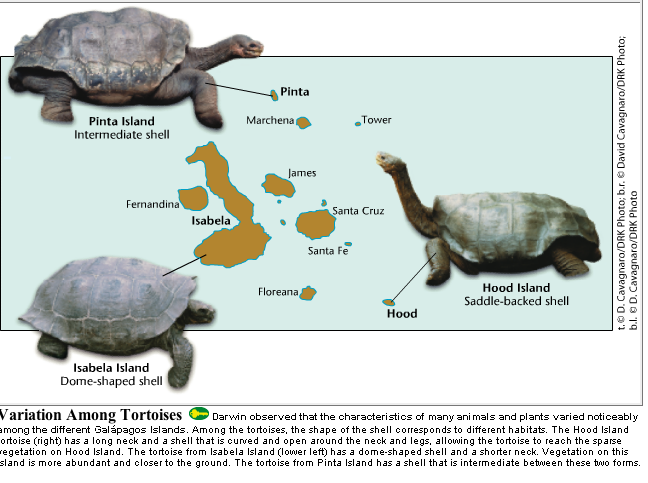 Pinta Island
Intermediate shell
Pinta
Marchena
Tower
James
Fernandina
Isabela
Santa Cruz
Santa Fe
Floreana
Hood
Hood Island
Saddle-backed shell
Isabela Island
Dome-shaped shell
t. © D. Cavagnaro/DRK Photo; b.r. © David Cavagnaro/DRK Photo;
b.l. © D. Cavagnaro/DRK Photo
Variation Among Tortoises Darwin observed that the characteristics of many animals and plants varied noticeably
among the different Galápagos Islands. Among the tortoises, the shape of the shell corresponds to different habitats. The Hood Island
tortoise (right) has a long neck and a shell that is curved and open around the neck and legs, allowing the tortoise to reach the sparse
vegetation on Hood Island. The tortoise from Isabela Island (lower left) has a dome-shaped shell and a shorter neck. Vegetation on this
island is more abundant and closer to the ground. The tortoise from Pinta Island has a shell that is intermediate between these two forms.